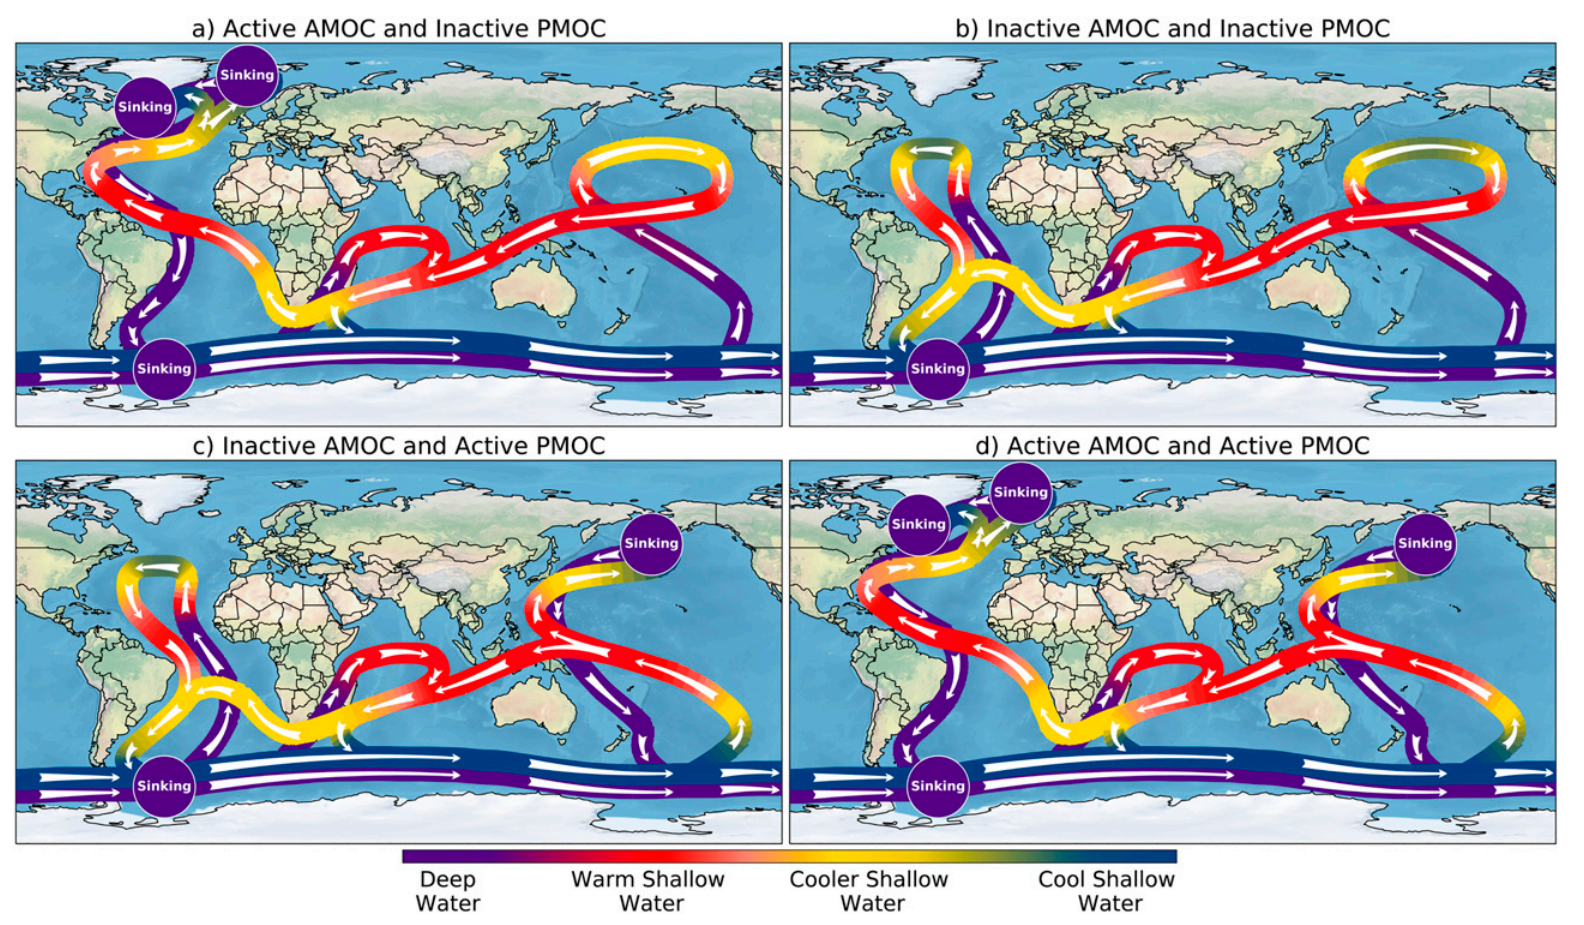 a) Active AMOC and Inactive PMOC
b) Inactive AMOC and Inactive PMOC
Sinking
Sinking
Sinking
Sinking
c) Inactive AMOC and Active PMOC
d) Active AMOC and Active PMOC
Sinking
Sinking
Sinking
Sinking
Sinking
Sinking
Deep
Water
Warm Shallow
Water
Cooler Shallow
Water
Cool Shallow
Water